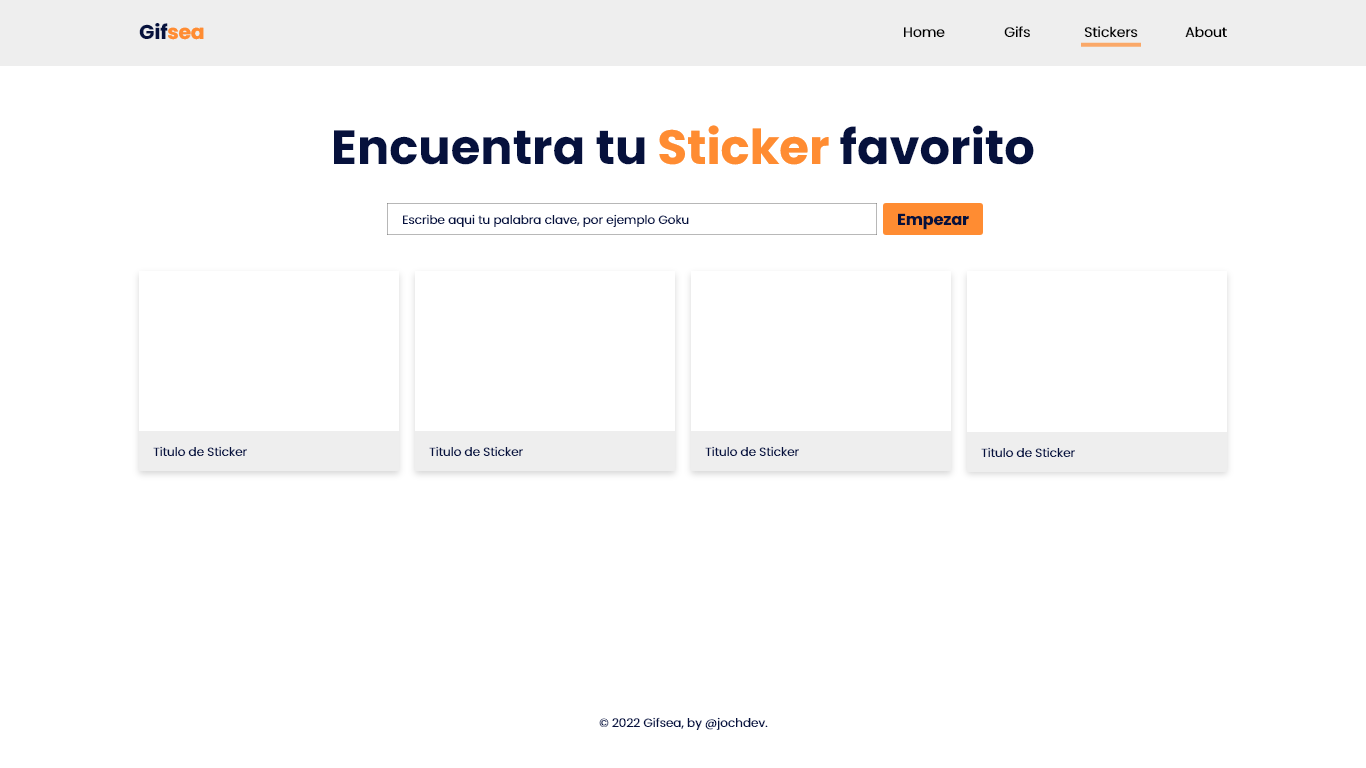 Gifsea
Home Gifs Stickers About
Encuentra tu Sticker favorito
Escribe aqui tu palabra clave, por ejemplo Goku
Empezar
Titulo de Sticker
Titulo de Sticker
Titulo de Sticker
Titulo de Sticker
© 2022 Gifsea, by @jochdev.